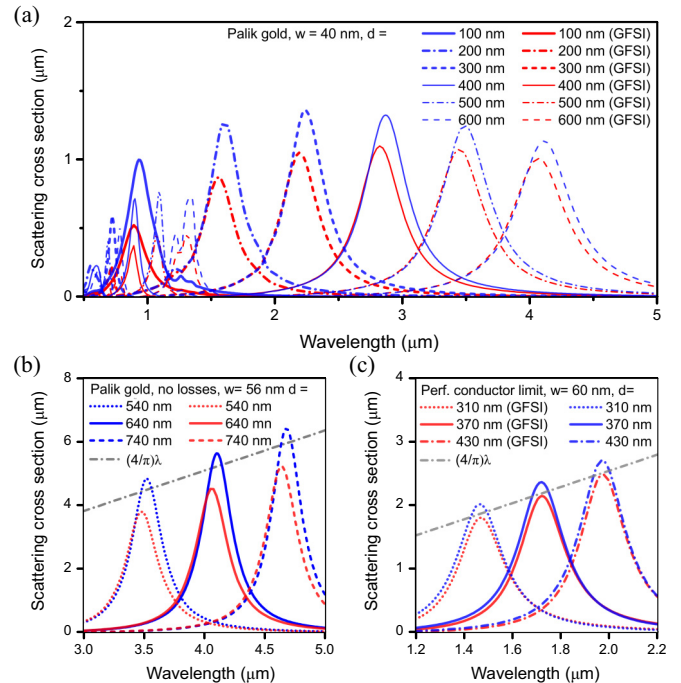 (a)
Palik gold, w = 40 nm, d =
100 nm 100 nm (GFSI)
200 nm 200 nm (GFSI)
300 nm 300 nm (GFSI)
400 nm 400 nm (GFSI)
500 nm 500 nm (GFSI)
600 nm 600 nm (GFSI)
Scattering cross section (μm)
2
1
0
1 2 3 4 5
Wavelength (μm)
(b)
Palik gold, no losses, w= 56 nm d =
540 nm 540 nm
640 nm 640 nm
740 nm 740 nm
(4/π)λ
Scattering cross section (μm)
8
6
4
2
0
3.0 3.5 4.0 4.5 5.0
Wavelength (μm)
(c)
Perf. conductor limit, w= 60 nm, d=
310 nm (GFSI) 310 nm
370 nm (GFSI) 370 nm
430 nm (GFSI) 430 nm
(4/π)λ
Scattering cross section (μm)
4
3
2
1
0
1.2 1.4 1.6 1.8 2.0 2.2
Wavelength (μm)